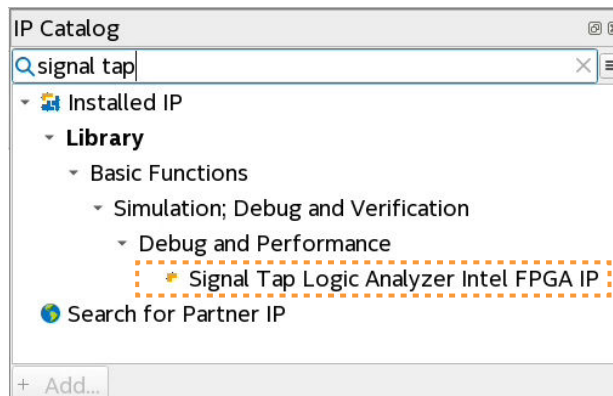 IP Catalog
signal tap
Installed IP
Library
Basic Functions
Simulation; Debug and Verification
Debug and Performance
Signal Tap Logic Analyzer Intel FPGA IP
Search for Partner IP
+ Add...